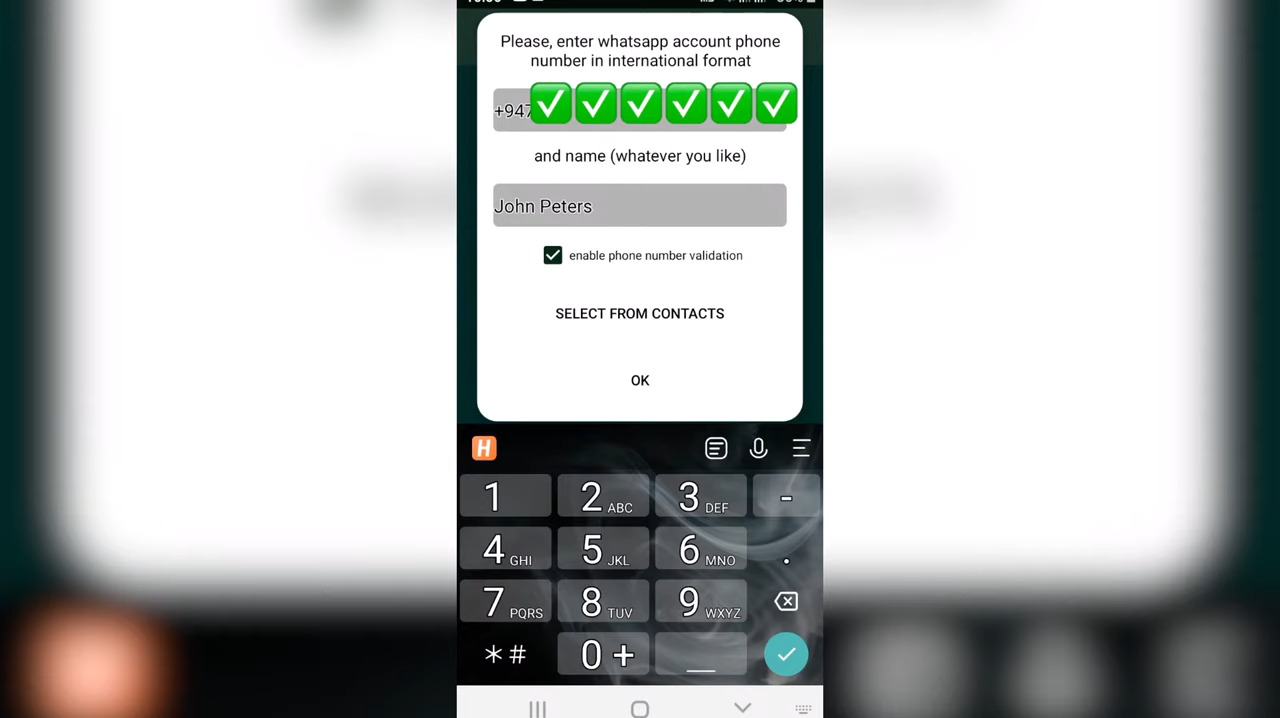 Please, enter whatsapp account phone
number in international format
+947
and name (whatever you like)
John Peters
enable phone number validation
SELECT FROM CONTACTS
OK
H
1 2 ABC 3 DEF -
4 GHI 5 JKL 6 MNO .
7 PQRS 8 TUV 9 WXYZ
*# 0 +